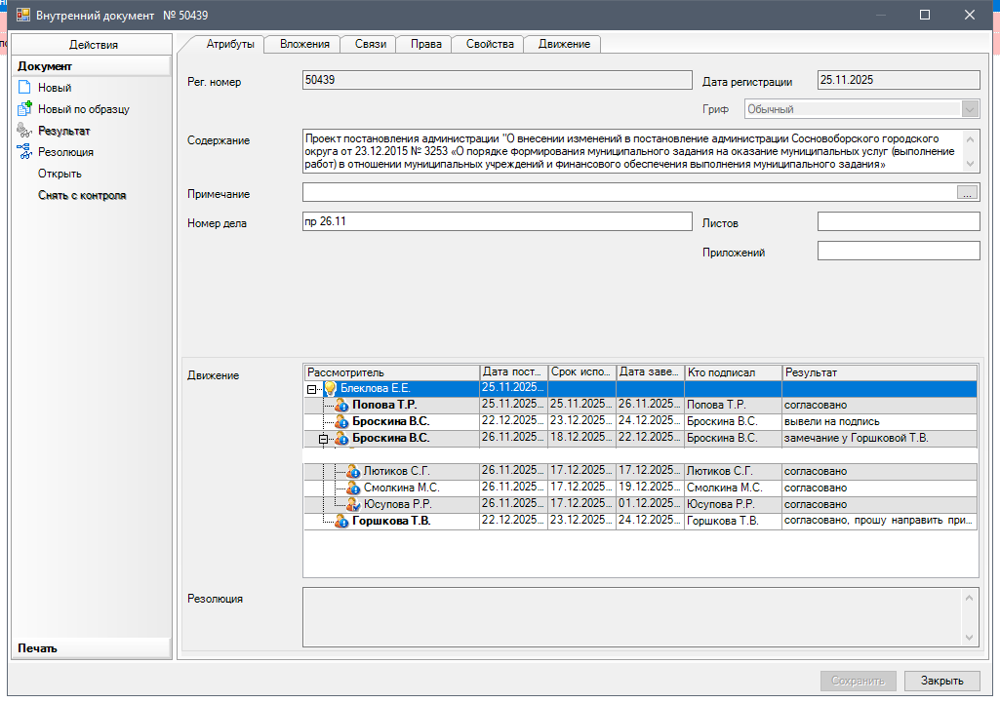 Внутренний документ № 50439
Действия
Документ
Новый
Новый по образцу
Результат
Резолюция
Открыть
Снять с контроля
Печать
Атрибуты Вложения Связи Права Свойства Движение
Рег. номер 50439 Дата регистрации 25.11.2025
Гриф Обычный
Содержание Проект постановления администрации "О внесении изменений в постановление администрации Сосновоборского городского
округа от 23.12.2015 № 3253 «О порядке формирования муниципального задания на оказание муниципальных услуг (выполнение
работ) в отношении муниципальных учреждений и финансового обеспечения выполнения муниципального задания»
Примечание ...
Номер дела пр 26.11 Листов
Приложений
Движение
Рассмотритель Дата пост... Срок испо... Дата заве... Кто подписал Результат
Блеклова Е.Е. 25.11.2025...
Попова Т.Р. 25.11.2025... 25.11.2025... 26.11.2025... Попова Т.Р. согласовано
Броскина В.С. 22.12.2025... 23.12.2025... 24.12.2025... Броскина В.С. вывели на подпись
Броскина В.С. 26.11.2025... 18.12.2025... 22.12.2025... Броскина В.С. замечание у Горшковой Т.В.
Лютиков С.Г. 26.11.2025... 17.12.2025... 17.12.2025... Лютиков С.Г. согласовано
Смолкина М.С. 26.11.2025... 17.12.2025... 19.12.2025... Смолкина М.С. согласовано
Юсупова Р.Р. 26.11.2025... 17.12.2025... 01.12.2025... Юсупова Р.Р. согласовано
Горшкова Т.В. 22.12.2025... 23.12.2025... 24.12.2025... Горшкова Т.В. согласовано, прошу направить при...
Резолюция
Сохранить Закрыть